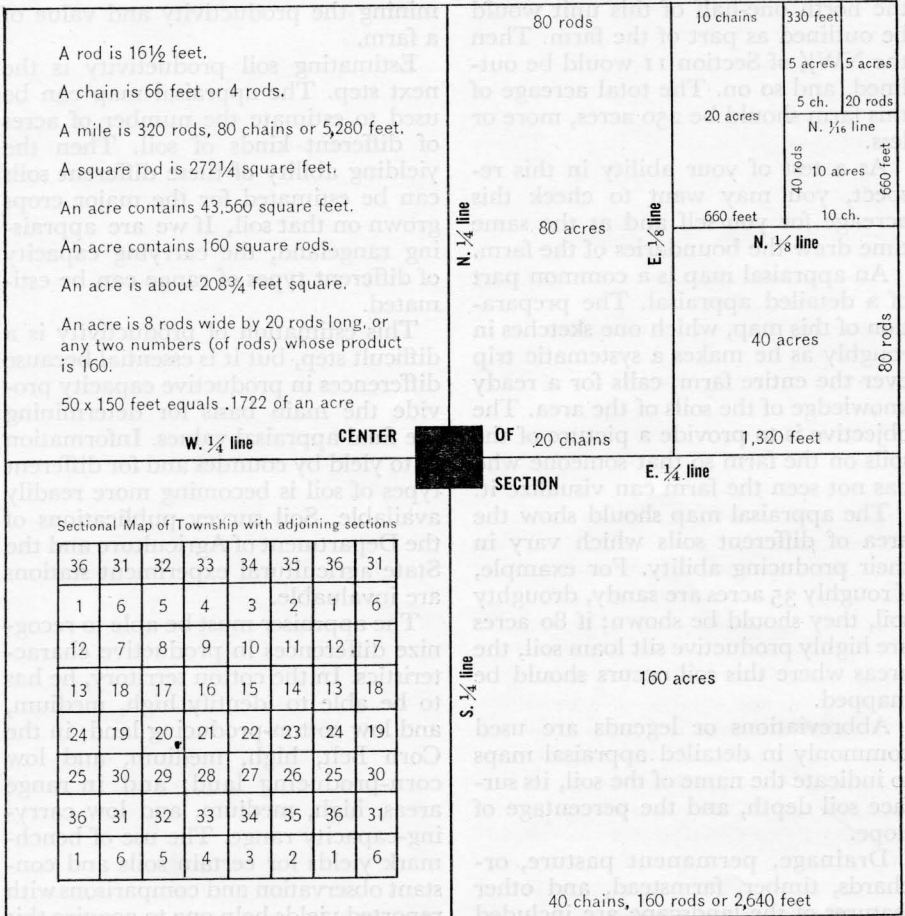 A rod is 16½ feet.
A chain is 66 feet or 4 rods.
A mile is 320 rods, 80 chains or 5,280 feet.
A square rod is 272¼ square feet.
An acre contains 43,560 square feet.
An acre contains 160 square rods.
An acre is about 208¾ feet square.
An acre is 8 rods wide by 20 rods long, or
any two numbers (of rods) whose product
is 160.
50 x 150 feet equals .1722 of an acre
80 rods
10 chains
330 feet
5 acres
5 acres
5 ch.
20 rods
20 acres
N. 1/16 line
40 rods
10 acres
660 feet
660 feet
10 ch.
N. ¼ line
80 acres
E. ⅛ line
N. ⅛ line
40 acres
80 rods
W. ¼ line
CENTER
OF
SECTION
20 chains
1,320 feet
E. ¼ line
Sectional Map of Township with adjoining sections
36 31 32 33 34 35 36 31
1 6 5 4 3 2 1 6
12 7 8 9 10 11 12 7
13 18 17 16 15 14 13 18
24 19 20 21 22 23 24 19
25 30 29 28 27 26 25 30
36 31 32 33 34 35 36 31
1 6 5 4 3 2 1 6
S. ¼ line
160 acres
40 chains, 160 rods or 2,640 feet